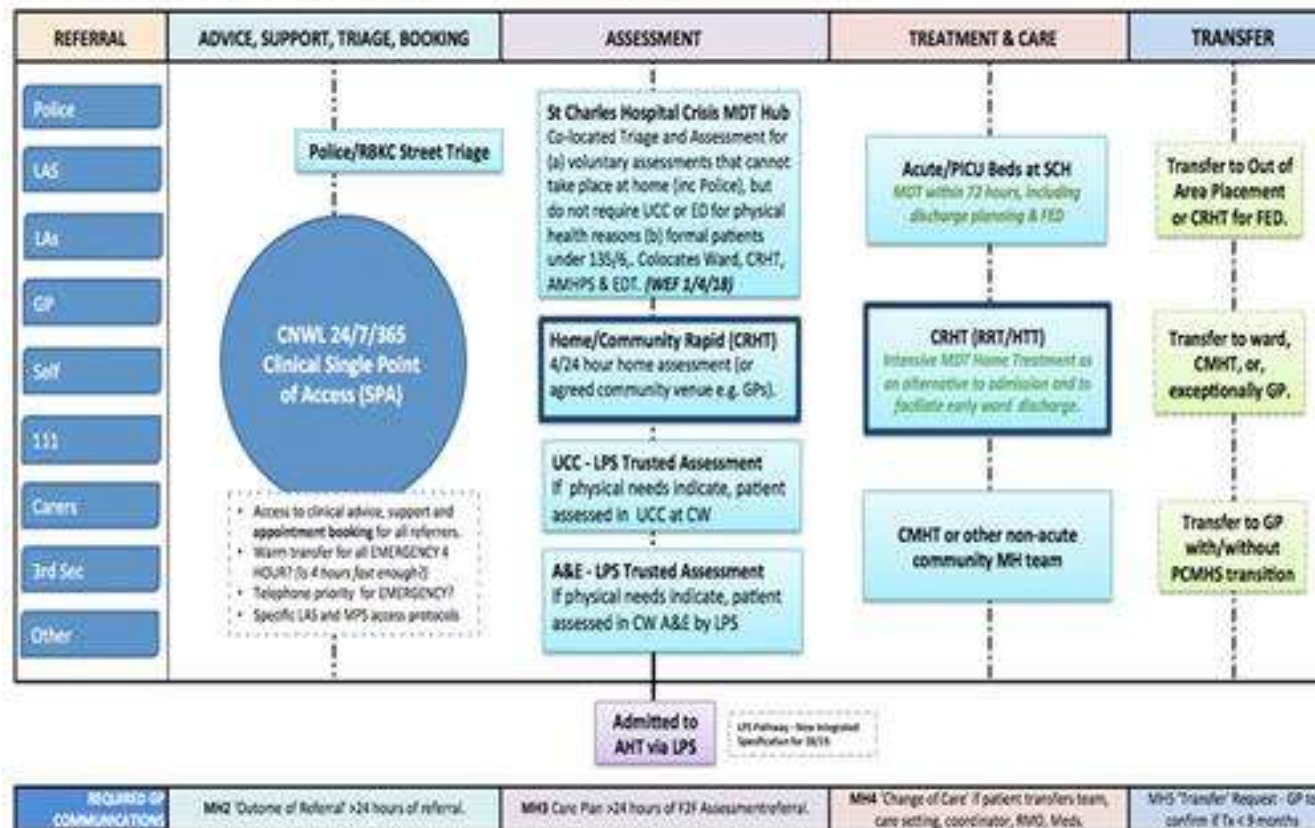 REFERRAL
ADVICE, SUPPORT, TRIAGE, BOOKING
ASSESSMENT
TREATMENT & CARE
TRANSFER
Police
LAS
LAs
GP
Self
111
Carers
3rd Sec
Other
Police/RBKC Street Triage
CNWL 24/7/365
Clinical Single Point
of Access (SPA)
• Access to clinical advice, support and
appointment booking for all referrers.
• Warm transfer for all EMERGENCY 4
HOUR? (Is 4 hours fast enough?)
• Telephone priority for EMERGENCY?
• Specific LAS and MPS access protocols
St Charles Hospital Crisis MDT Hub
Co-located Triage and Assessment for
(a) voluntary assessments that cannot
take place at home (inc Police), but
do not require UCC or ED for physical
health reasons (b) formal patients
under 135/6,. Colocates Ward, CRHT,
AMHPS & EDT. (WEF 1/4/18)
Home/Community Rapid (CRHT)
4/24 hour home assessment (or
agreed community venue e.g. GPs).
UCC - LPS Trusted Assessment
If physical needs indicate, patient
assessed in UCC at CW
A&E - LPS Trusted Assessment
If physical needs indicate, patient
assessed in CW A&E by LPS
Admitted to
AHT via LPS
LPS Pathway - New Integrated
Specification for 18/19
Acute/PICU Beds at SCH
MDT within 72 hours, including
discharge planning & FED
CRHT (RRT/HTT)
Intensive MDT Home Treatment as
an alternative to admission and to
faciliate early ward discharge.
CMHT or other non-acute
community MH team
Transfer to Out of
Area Placement
or CRHT for FED.
Transfer to ward,
CMHT, or,
exceptionally GP.
Transfer to GP
with/without
PCMHS transition
REQUIRED GP
COMMUNICATIONS
MH2 'Outome of Referral' >24 hours of referral.
MH3 Care Plan >24 hours of F2F Assessmentreferral.
MH4 'Change of Care' if patient transfers team,
care setting, coordinator, RMO, Meds.
MH5 'Transfer' Request - GP to
confirm if Tx < 9 months